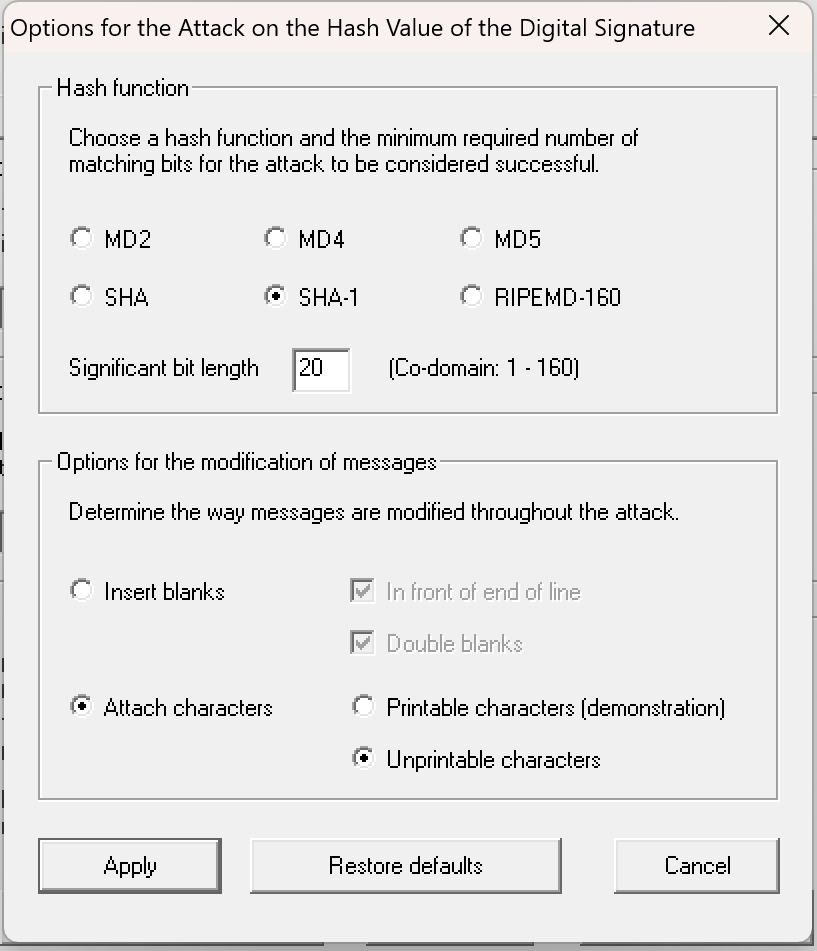 Options for the Attack on the Hash Value of the Digital Signature
Hash function
Choose a hash function and the minimum required number of
matching bits for the attack to be considered successful.
MD2 MD4 MD5
SHA SHA-1 RIPEMD-160
Significant bit length 20 (Co-domain: 1 - 160)
Options for the modification of messages
Determine the way messages are modified throughout the attack.
Insert blanks In front of end of line
Double blanks
Attach characters Printable characters (demonstration)
Unprintable characters
Apply Restore defaults Cancel